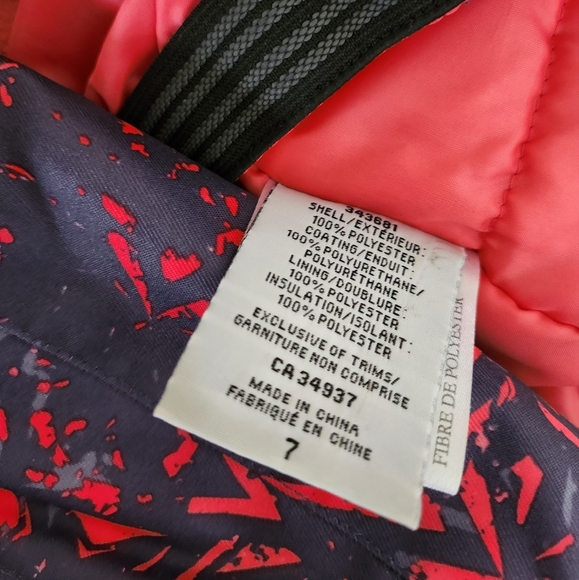 343681
SHELL/EXTÉRIEUR:
100% POLYESTER
COATING/ENDUIT:
100% POLYURETHANE/
POLYURÉTHANE
LINING/DOUBLURE:
100% POLYESTER
INSULATION/ISOLANT:
100% POLYESTER
EXCLUSIVE OF TRIMS/
GARNITURE NON COMPRISE
CA 34937
MADE IN CHINA
FABRIQUÉ EN CHINE
7
FIBRE DE POLYESTER